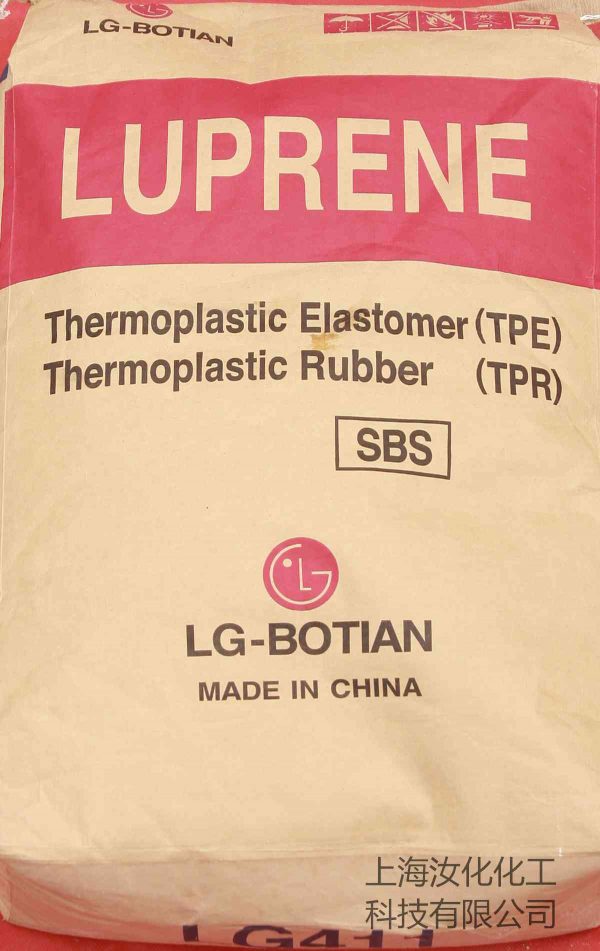 LG-BOTIAN
LUPRENE
Thermoplastic Elastomer (TPE)
Thermoplastic Rubber (TPR)
SBS
LG-BOTIAN
MADE IN CHINA
上海汝化化工
科技有限公司
LG411